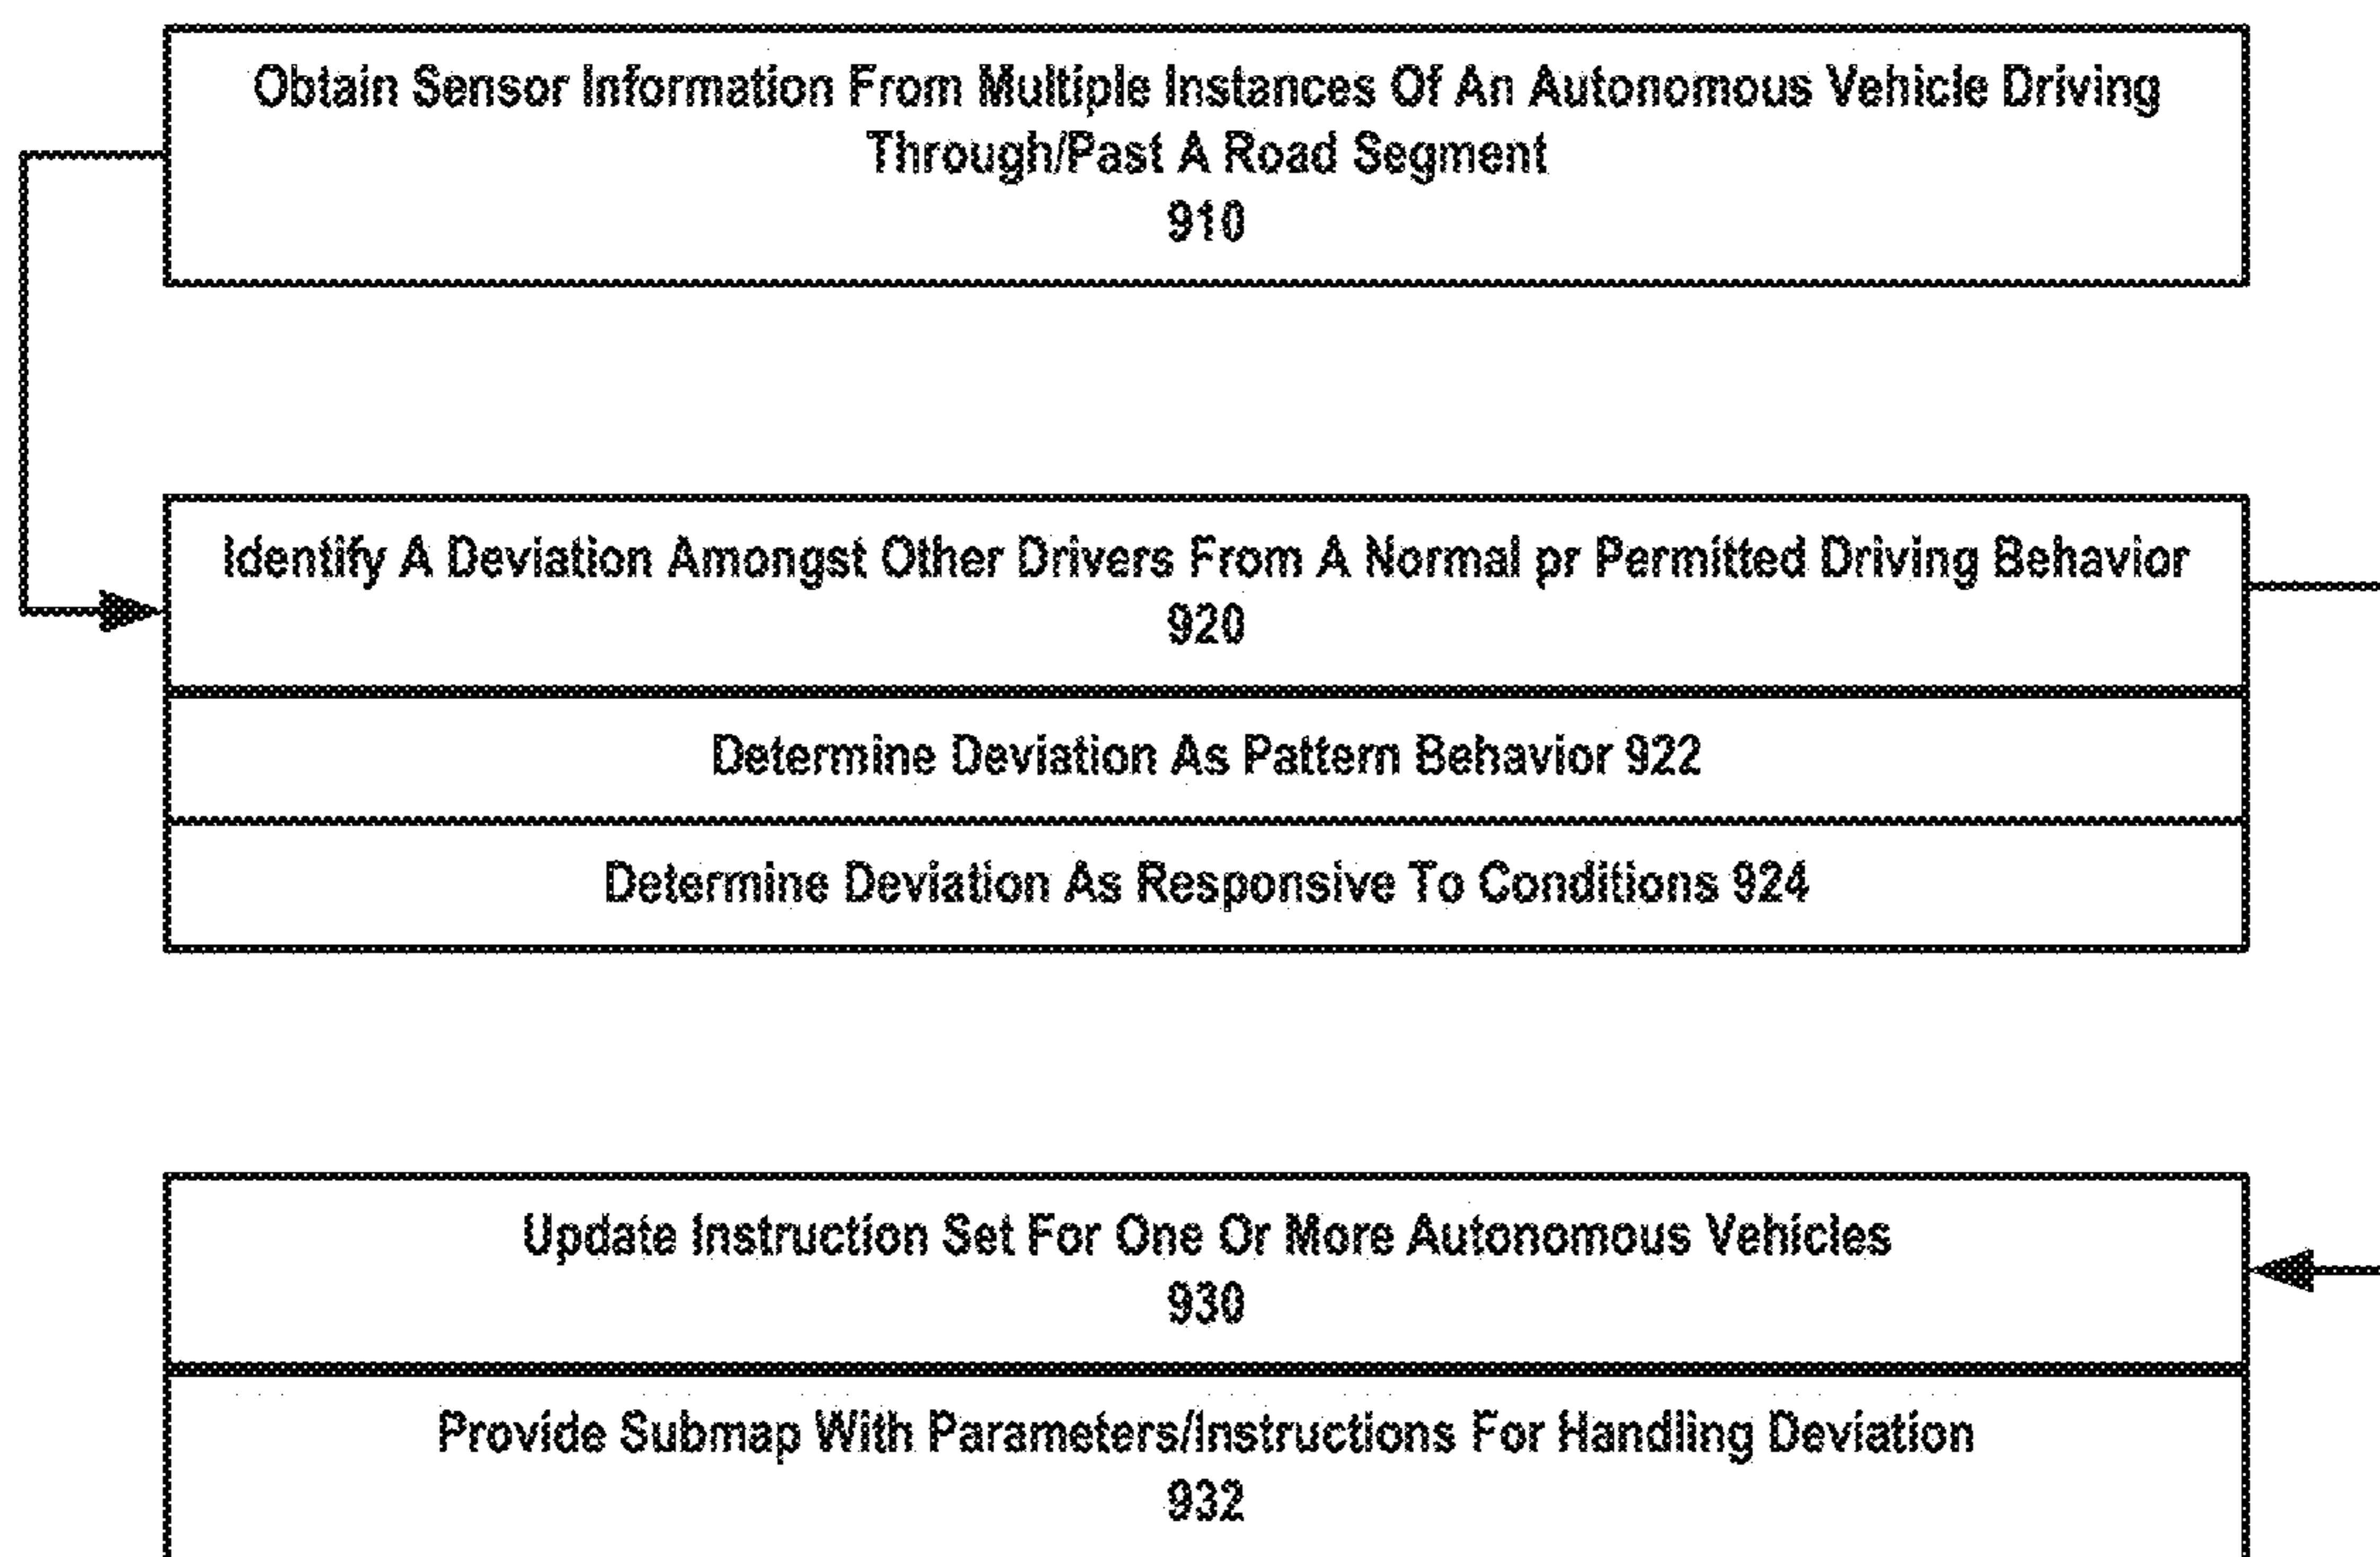 Obtain Sensor Information From Multiple Instances Of An Autonomous Vehicle Driving
Through/Past A Road Segment
910
Identify A Deviation Amongst Other Drivers From A Normal pr Permitted Driving Behavior
920
Determine Deviation As Pattern Behavior 922
Determine Deviation As Responsive To Conditions 924
Update Instruction Set For One Or More Autonomous Vehicles
930
Provide Submap With Parameters/Instructions For Handling Deviation
932